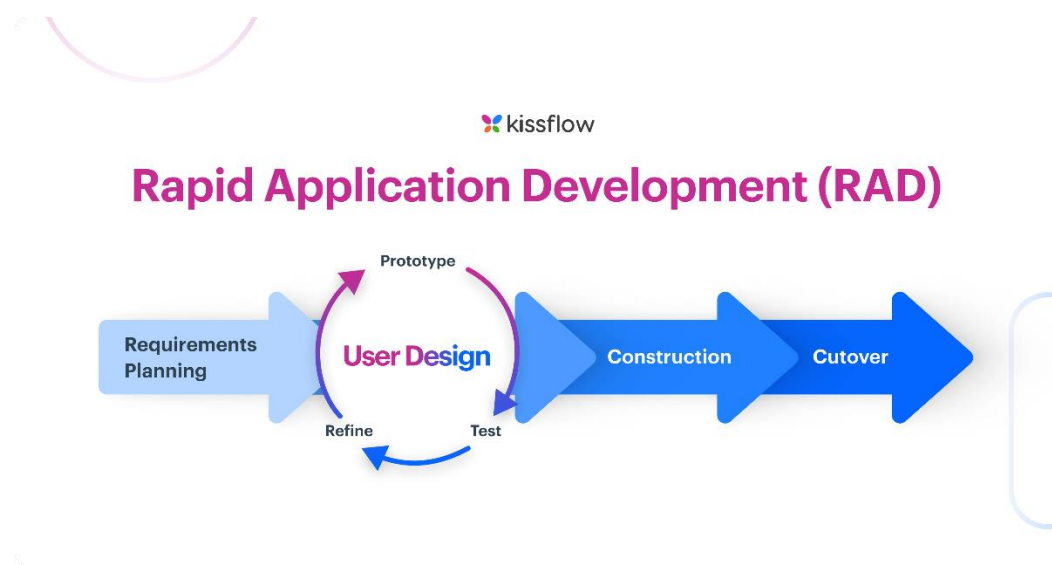 kissflow
Rapid Application Development (RAD)
Requirements
Planning
Prototype
User Design
Refine
Test
Construction
Cutover